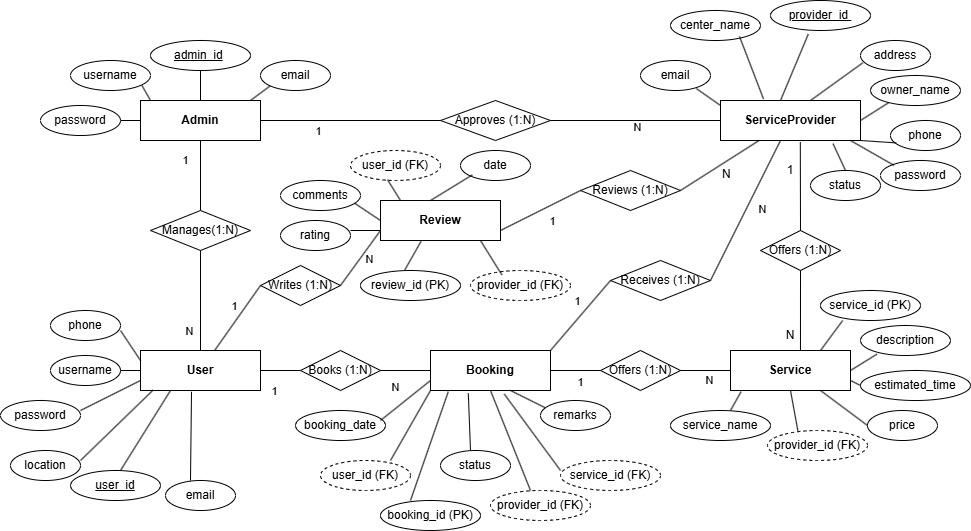 provider_id
center_name
admin_id
address
username
email
email
owner_name
password
Admin
Approves (1:N)
ServiceProvider
1
N
phone
1
user_id (FK)
date
N
1
password
status
comments
Reviews (1:N)
Review
1
N
rating
Manages(1:N)
Offers (1:N)
N
Writes (1:N)
review_id (PK)
provider_id (FK)
Receives (1:N)
1
1
service_id (PK)
phone
N
N
description
username
User
Books (1:N)
Booking
Offers (1:N)
Service
1
N
1
N
estimated_time
password
booking_date
remarks
service_name
price
provider_id (FK)
location
user_id (FK)
status
service_id (FK)
user_id
email
booking_id (PK)
provider_id (FK)